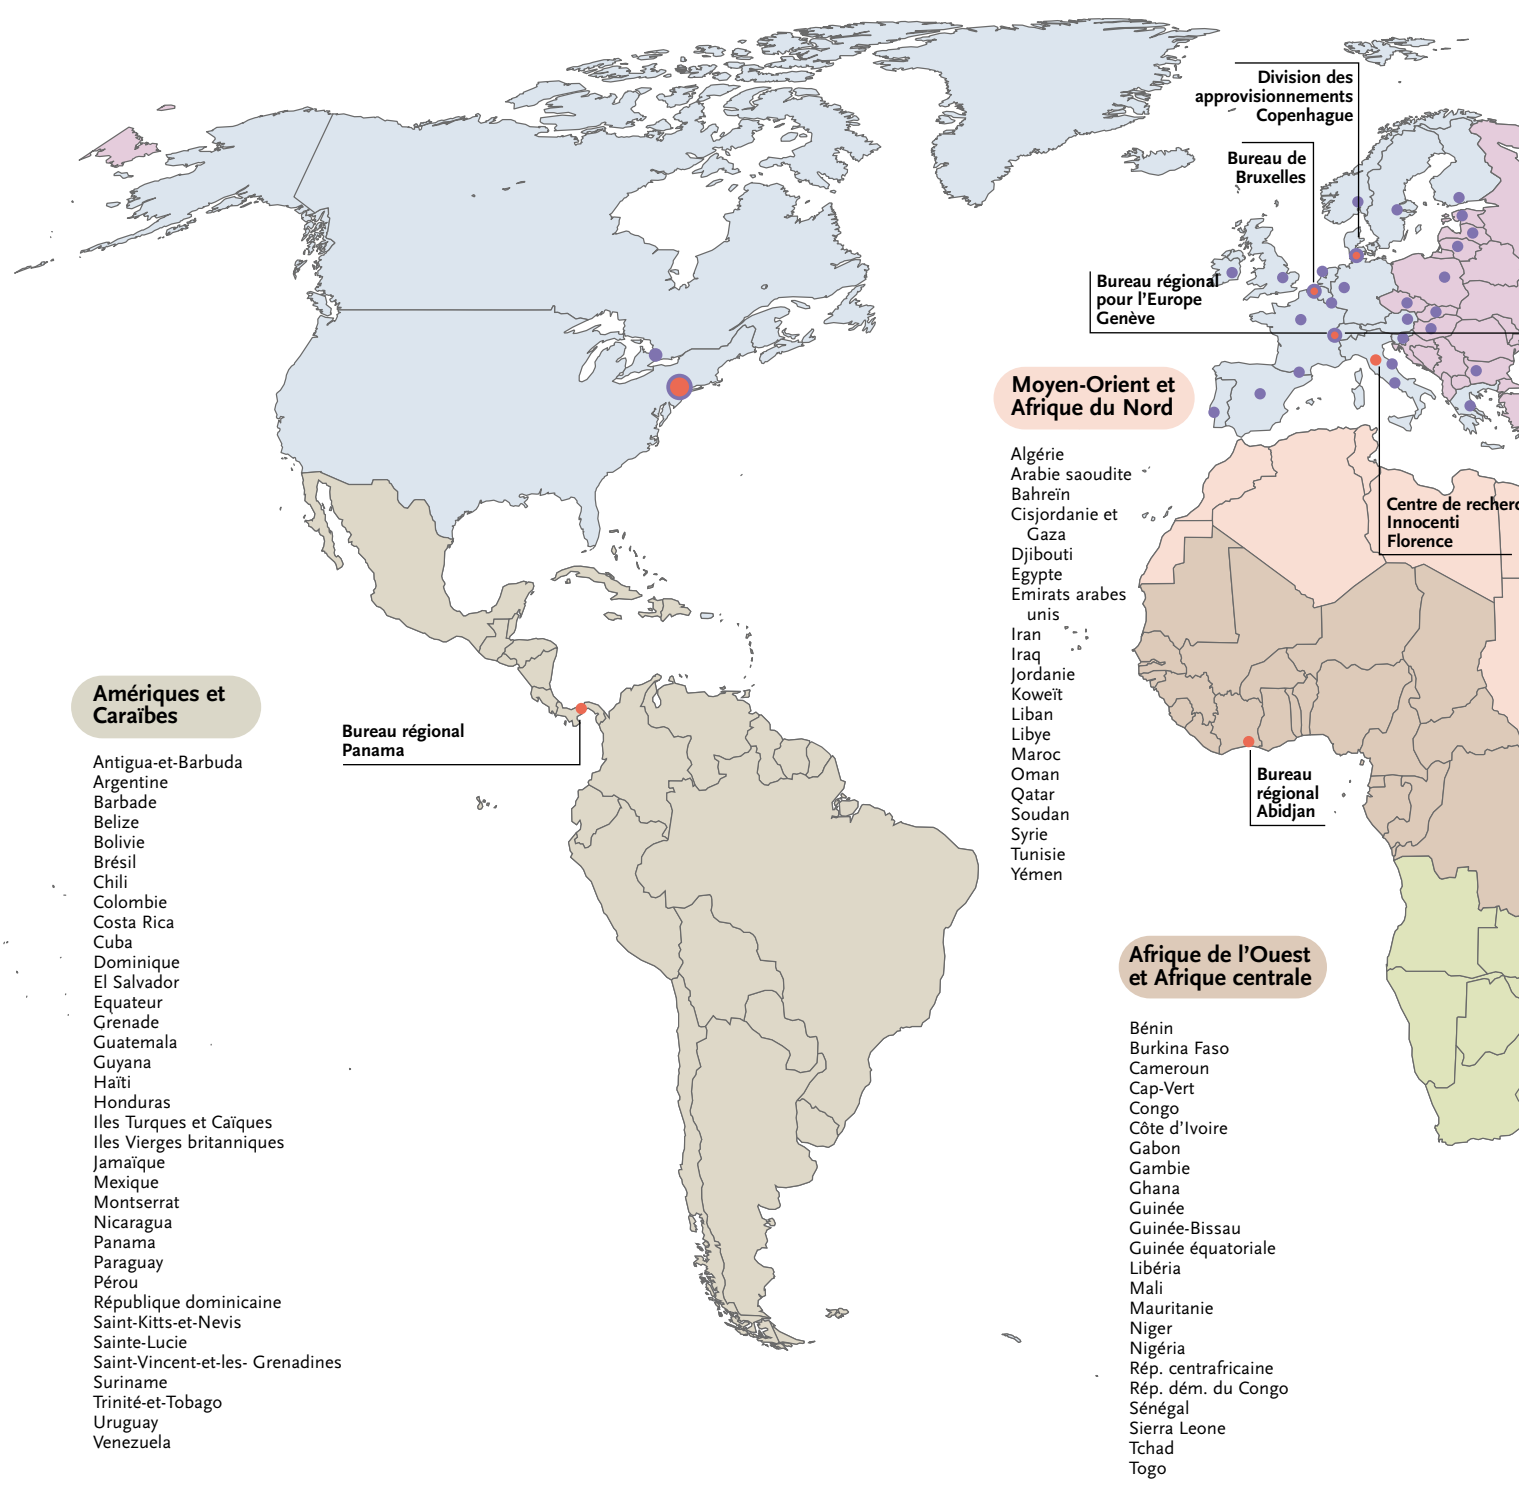 Division des
approvisionnements
Copenhague
Bureau de
Bruxelles
Bureau régional
pour l'Europe
Genève
Moyen-Orient et
Afrique du Nord
Algérie
Arabie saoudite
Bahreïn
Cisjordanie et
Gaza
Djibouti
Egypte
Emirats arabes
unis
Iran
Iraq
Jordanie
Koweït
Liban
Libye
Maroc
Oman
Qatar
Soudan
Syrie
Tunisie
Yémen
Centre de recherc
Innocenti
Florence
Amériques et
Caraïbes
Antigua-et-Barbuda
Argentine
Barbade
Belize
Bolivie
Brésil
Chili
Colombie
Costa Rica
Cuba
Dominique
El Salvador
Equateur
Grenade
Guatemala
Guyana
Haïti
Honduras
Iles Turques et Caïques
Iles Vierges britanniques
Jamaïque
Mexique
Montserrat
Nicaragua
Panama
Paraguay
Pérou
République dominicaine
Saint-Kitts-et-Nevis
Sainte-Lucie
Saint-Vincent-et-les- Grenadines
Suriname
Trinité-et-Tobago
Uruguay
Venezuela
Bureau régional
Panama
Bureau
régional
Abidjan
Afrique de l'Ouest
et Afrique centrale
Bénin
Burkina Faso
Cameroun
Cap-Vert
Congo
Côte d'Ivoire
Gabon
Gambie
Ghana
Guinée
Guinée-Bissau
Guinée équatoriale
Libéria
Mali
Mauritanie
Niger
Nigéria
Rép. centrafricaine
Rép. dém. du Congo
Sénégal
Sierra Leone
Tchad
Togo